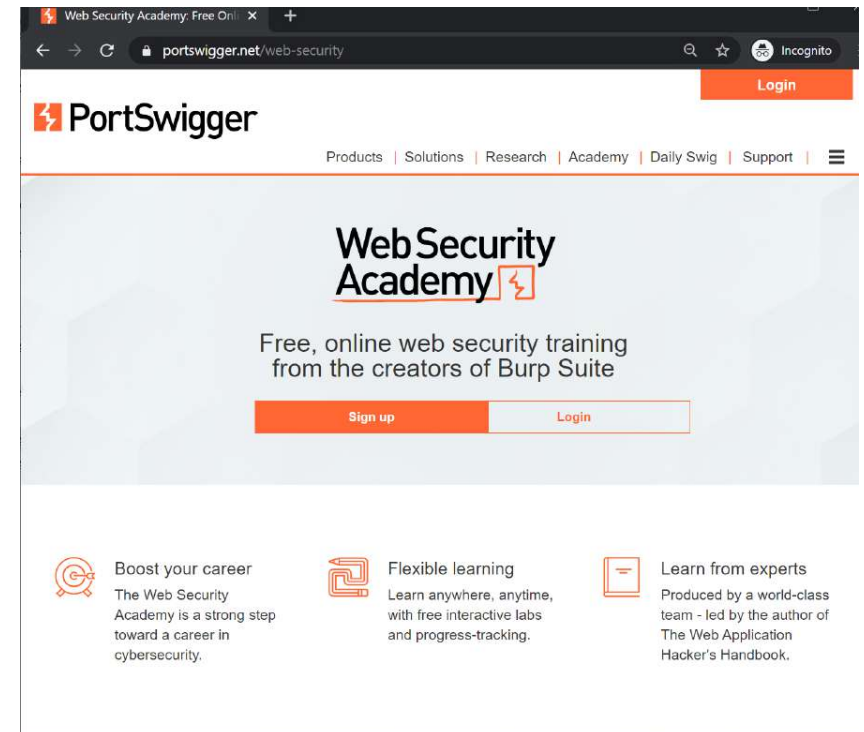 Web Security Academy: Free Onli
portswigger.net/web-security
Incognito
Login
PortSwigger
Products | Solutions | Research | Academy | Daily Swig | Support |
Web Security
Academy
Free, online web security training
from the creators of Burp Suite
Sign up
Login
Boost your career
The Web Security
Academy is a strong step
toward a career in
cybersecurity.
Flexible learning
Learn anywhere, anytime,
with free interactive labs
and progress-tracking.
Learn from experts
Produced by a world-class
team - led by the author of
The Web Application
Hacker's Handbook.